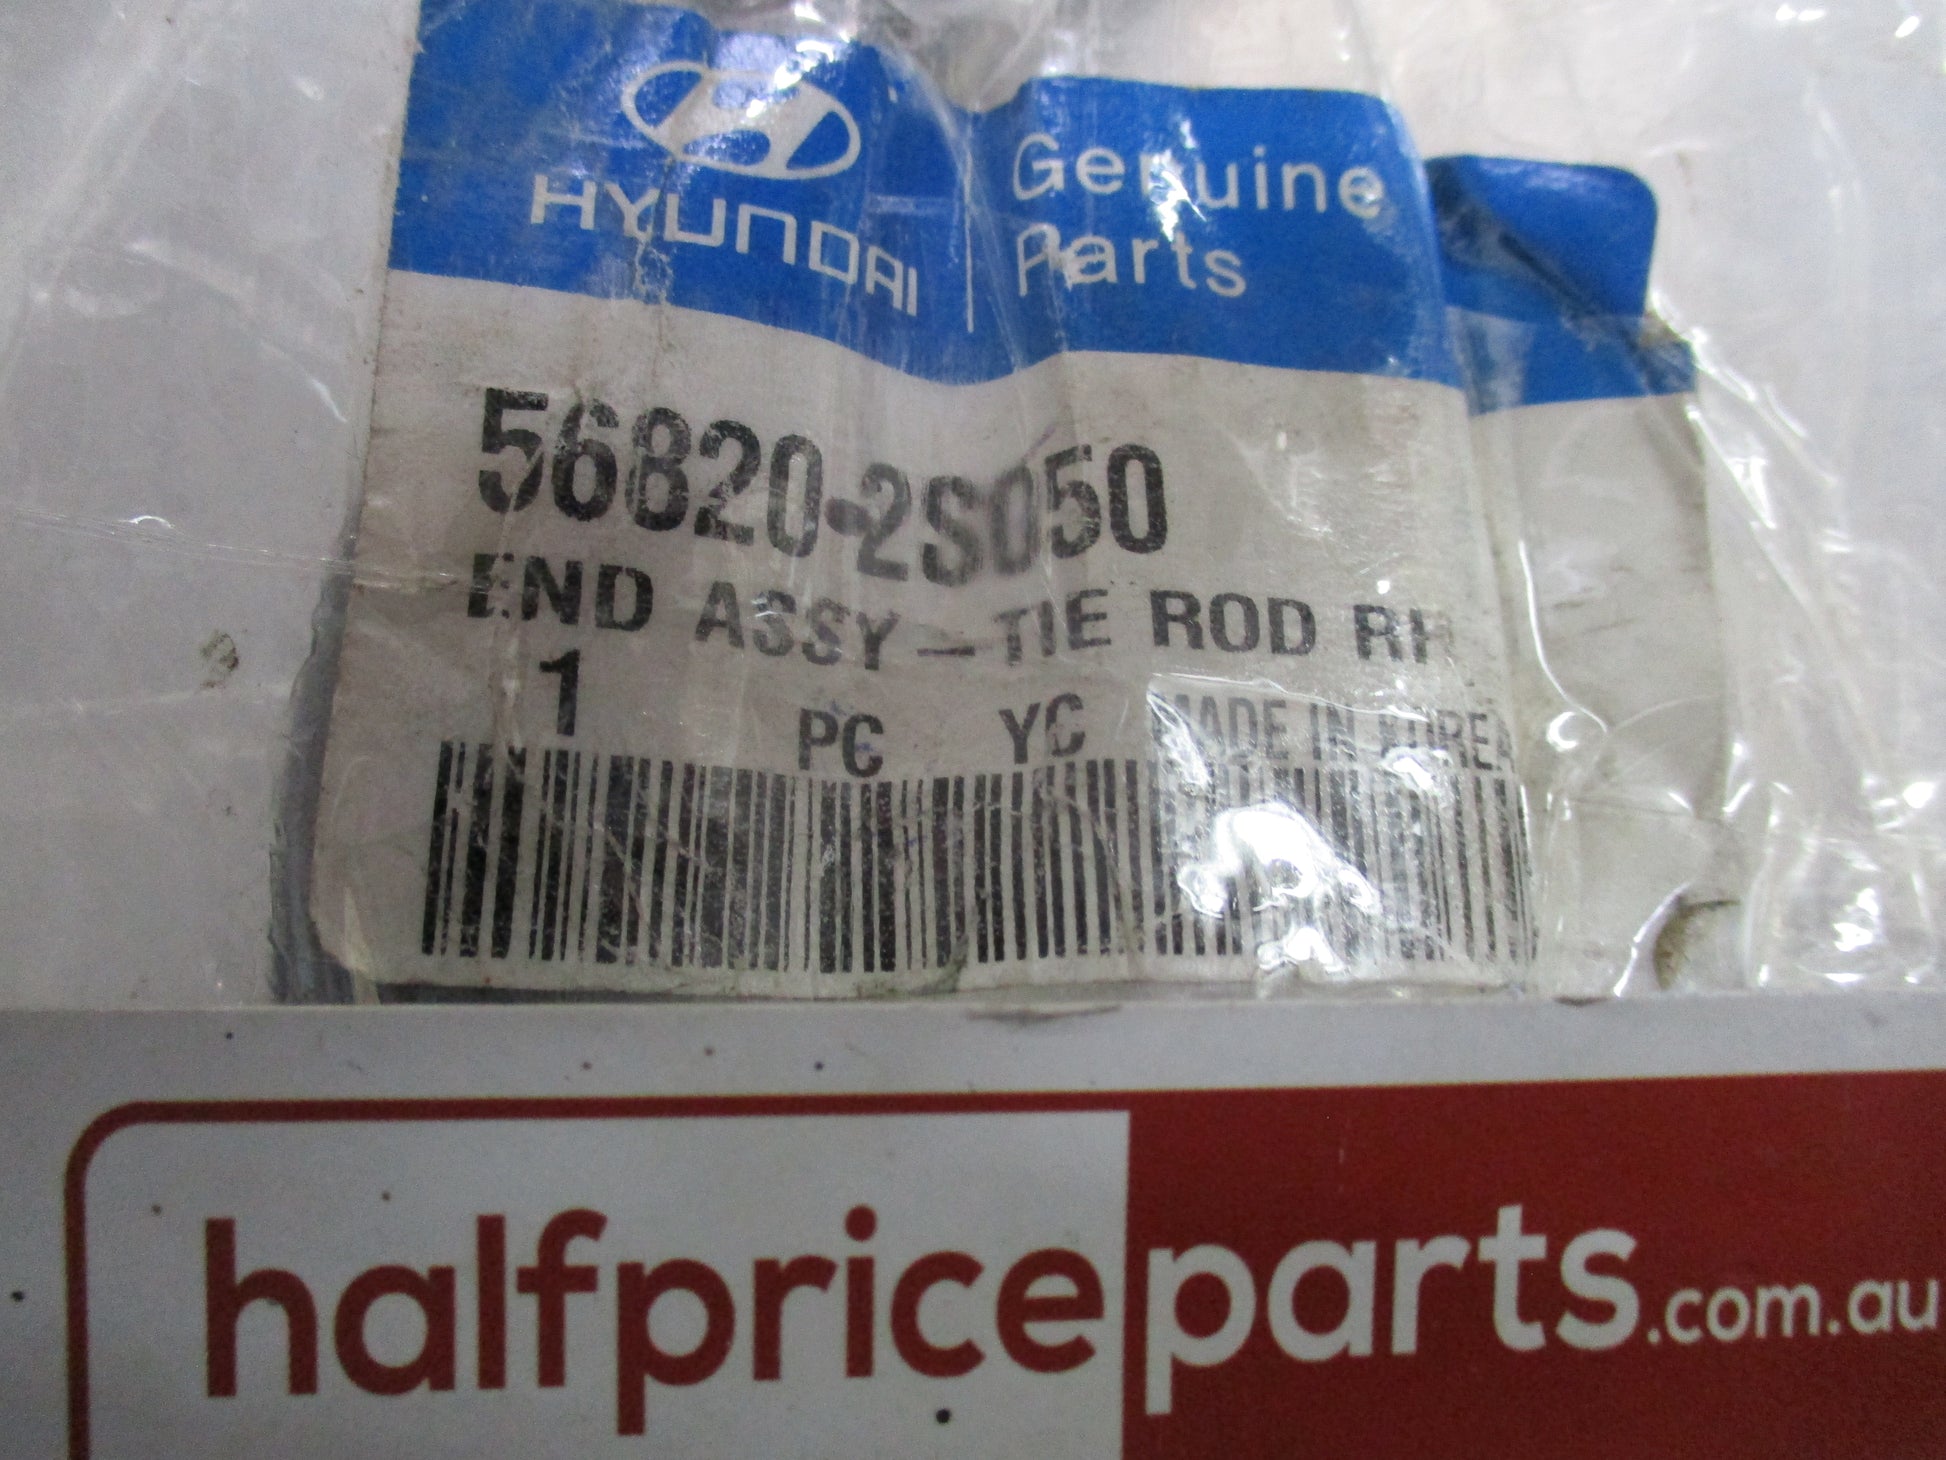 HYUNDAI
Genuine
Parts
56820-2S050
END ASSY-TIE ROD RH
1 PC YC MADE IN KOREA
halfpriceparts.com.au